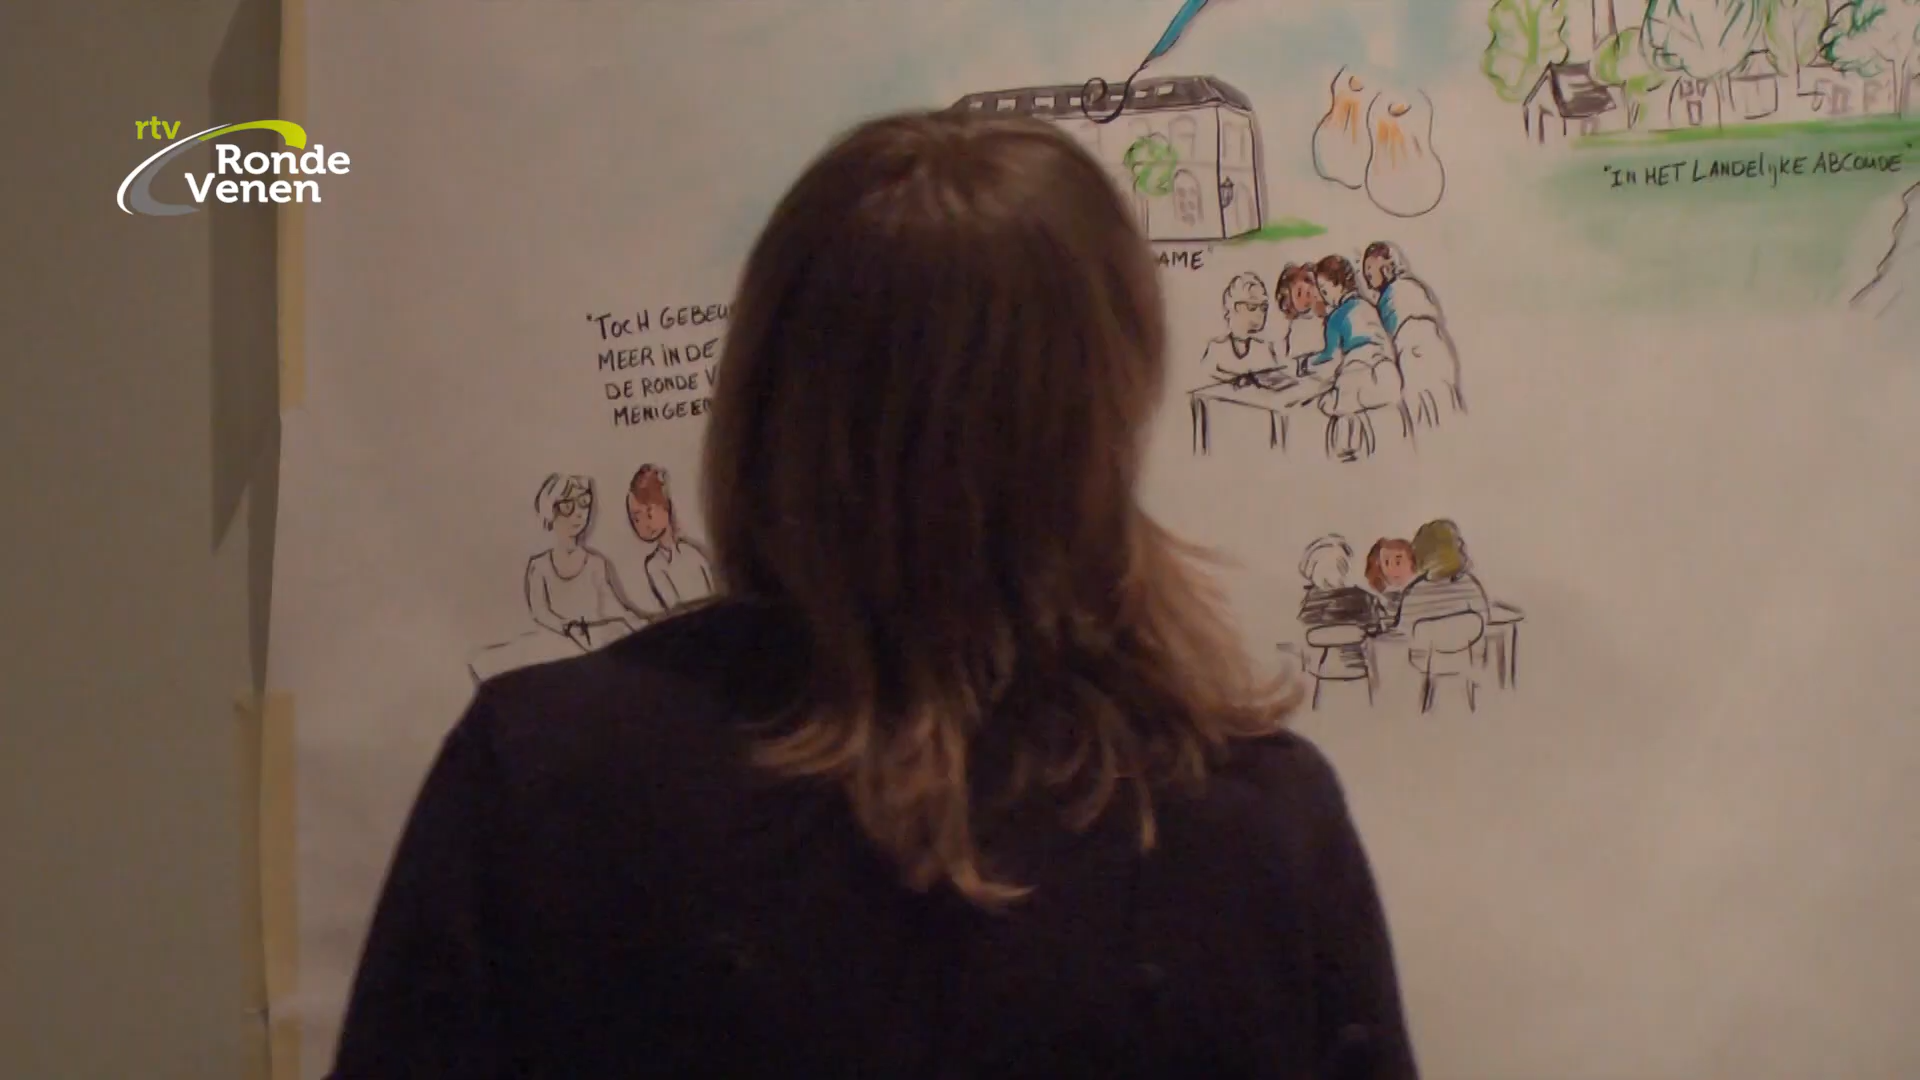 rtv
Ronde
Venen
"IN HET LANDELIJKE ABCOUDE"
AME"
"TOCH GEBEU
MEER IN DE
DE RONDE V
MENIGEEN